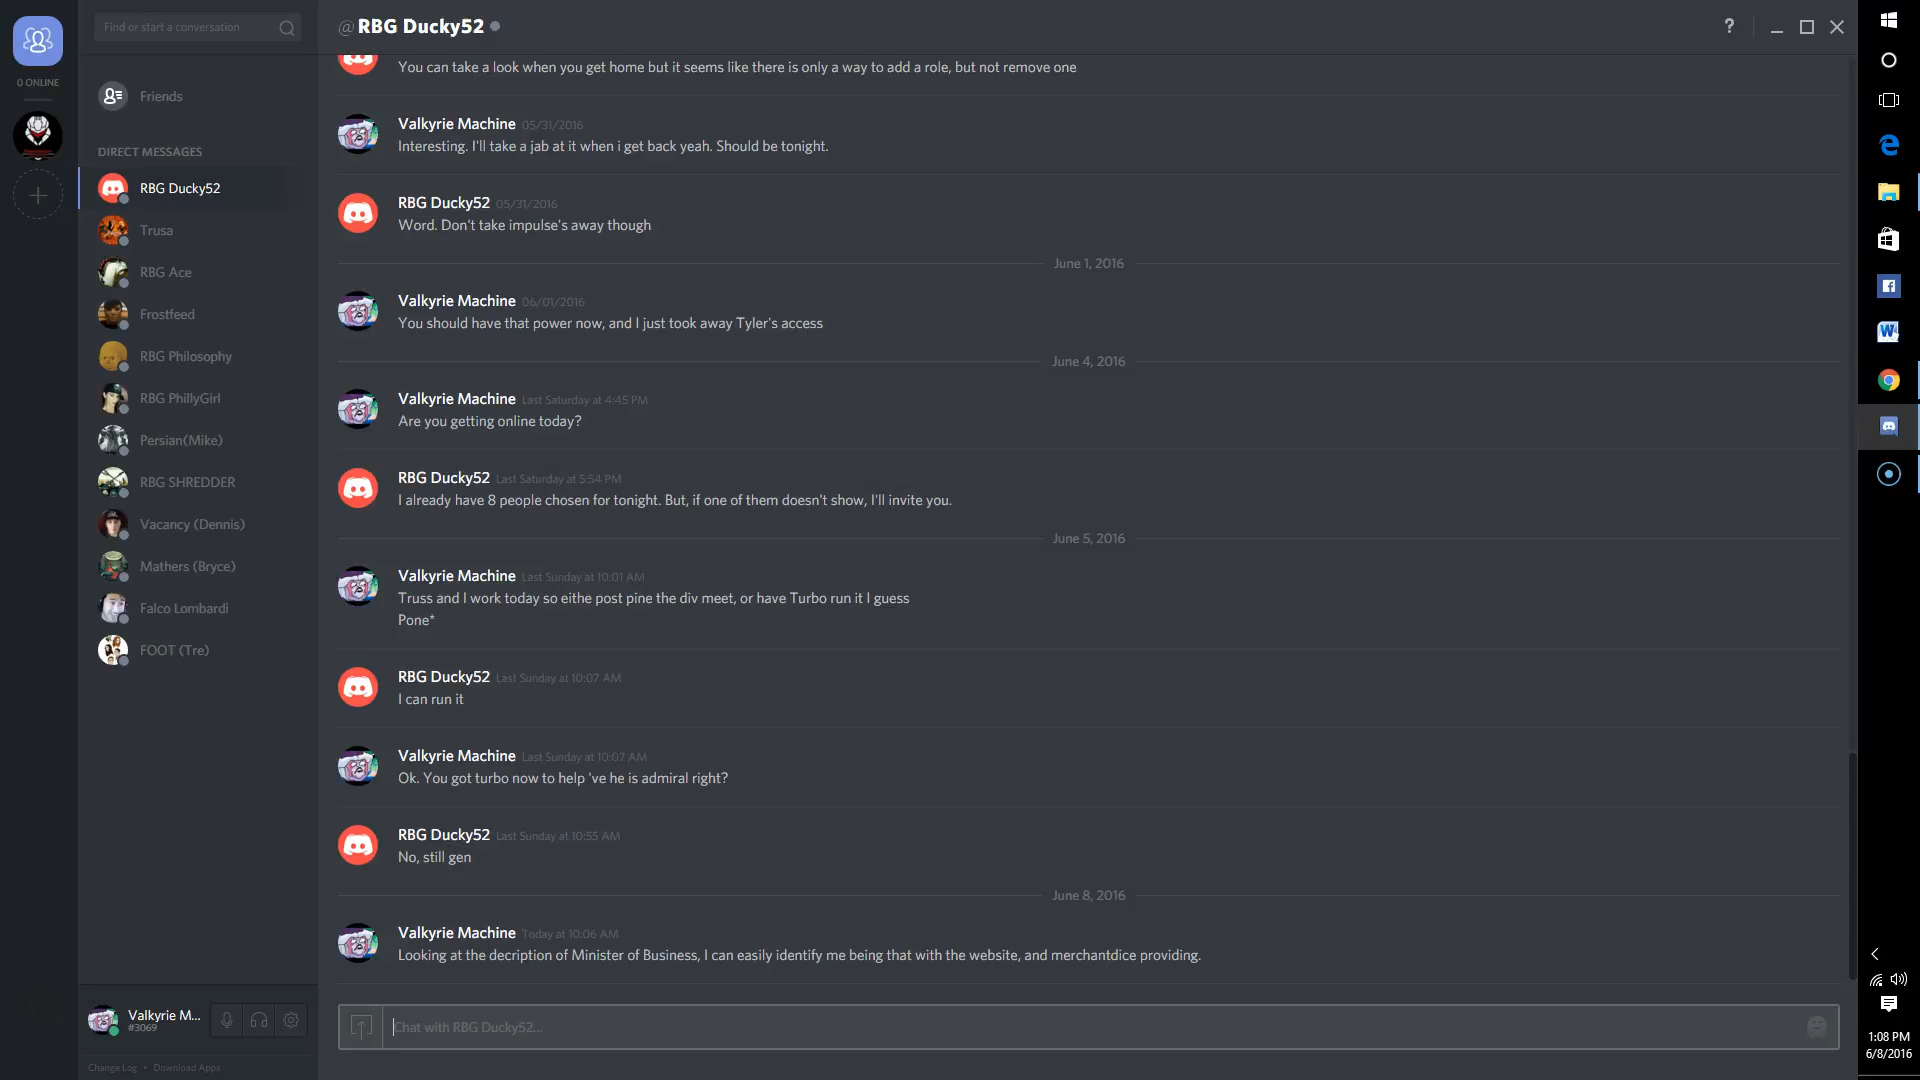 Find or start a conversation
0 ONLINE
Friends
DIRECT MESSAGES
RBG Ducky52
Trusa
RBG Ace
Frostfeed
RBG Philosophy
RBG PhillyGirl
Persian(Mike)
RBG SHREDDER
Vacancy (Dennis)
Mathers (Bryce)
Falco Lombardi
FOOT (Tre)
Valkyrie M...
#3069
Change Log • Download Apps
@RBG Ducky52
?
You can take a look when you get home but it seems like there is only a way to add a role, but not remove one
Valkyrie Machine 05/31/2016
Interesting. I'll take a jab at it when i get back yeah. Should be tonight.
RBG Ducky52 05/31/2016
Word. Don't take impulse's away though
June 1, 2016
Valkyrie Machine 06/01/2016
You should have that power now, and I just took away Tyler's access
June 4, 2016
Valkyrie Machine Last Saturday at 4:45 PM
Are you getting online today?
RBG Ducky52 Last Saturday at 5:54 PM
I already have 8 people chosen for tonight. But, if one of them doesn't show, I'll invite you.
June 5, 2016
Valkyrie Machine Last Sunday at 10:01 AM
Truss and I work today so eithe post pine the div meet, or have Turbo run it I guess
Pone*
RBG Ducky52 Last Sunday at 10:07 AM
I can run it
Valkyrie Machine Last Sunday at 10:07 AM
Ok. You got turbo now to help 've he is admiral right?
RBG Ducky52 Last Sunday at 10:55 AM
No, still gen
June 8, 2016
Valkyrie Machine Today at 10:06 AM
Looking at the decription of Minister of Business, I can easily identify me being that with the website, and merchantdice providing.
Chat with RBG Ducky52...
1:08 PM
6/8/2016